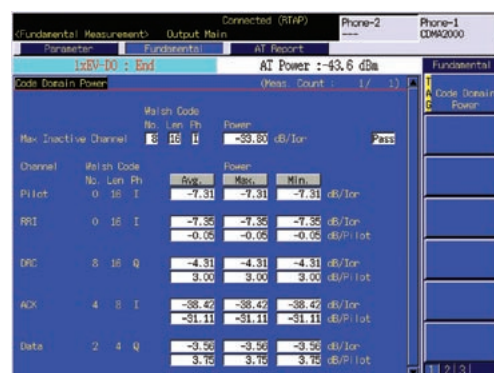 Connected (RTAP)
<Fundamental Measurement> Output Main
Phone-2
----
Phone-1
CDMA2000
Parameter Fundamental AT Report
1xEV-DO : End AT Power :-43.6 dBm
Fundamental
Code Domain Power (Meas. Count : 1/ 1)
TAG
Code Domain Power
Walsh Code
No. Len Ph Power
Max Inactive Channel 8 16 I -33.80 dB/Ior Pass
Channel Walsh Code Power
No. Len Ph Avg. Max. Min.
Pilot 0 16 I -7.31 -7.31 -7.31 dB/Ior
RRI 0 16 I -7.35 -7.35 -7.35 dB/Ior
-0.05 -0.05 -0.05 dB/Pilot
DRC 8 16 Q -4.31 -4.31 -4.31 dB/Ior
3.00 3.00 3.00 dB/Pilot
ACK 4 8 I -38.42 -38.42 -38.42 dB/Ior
-31.11 -31.11 -31.11 dB/Pilot
Data 2 4 Q -3.56 -3.56 -3.56 dB/Ior
3.75 3.75 3.75 dB/Pilot
1 2 3